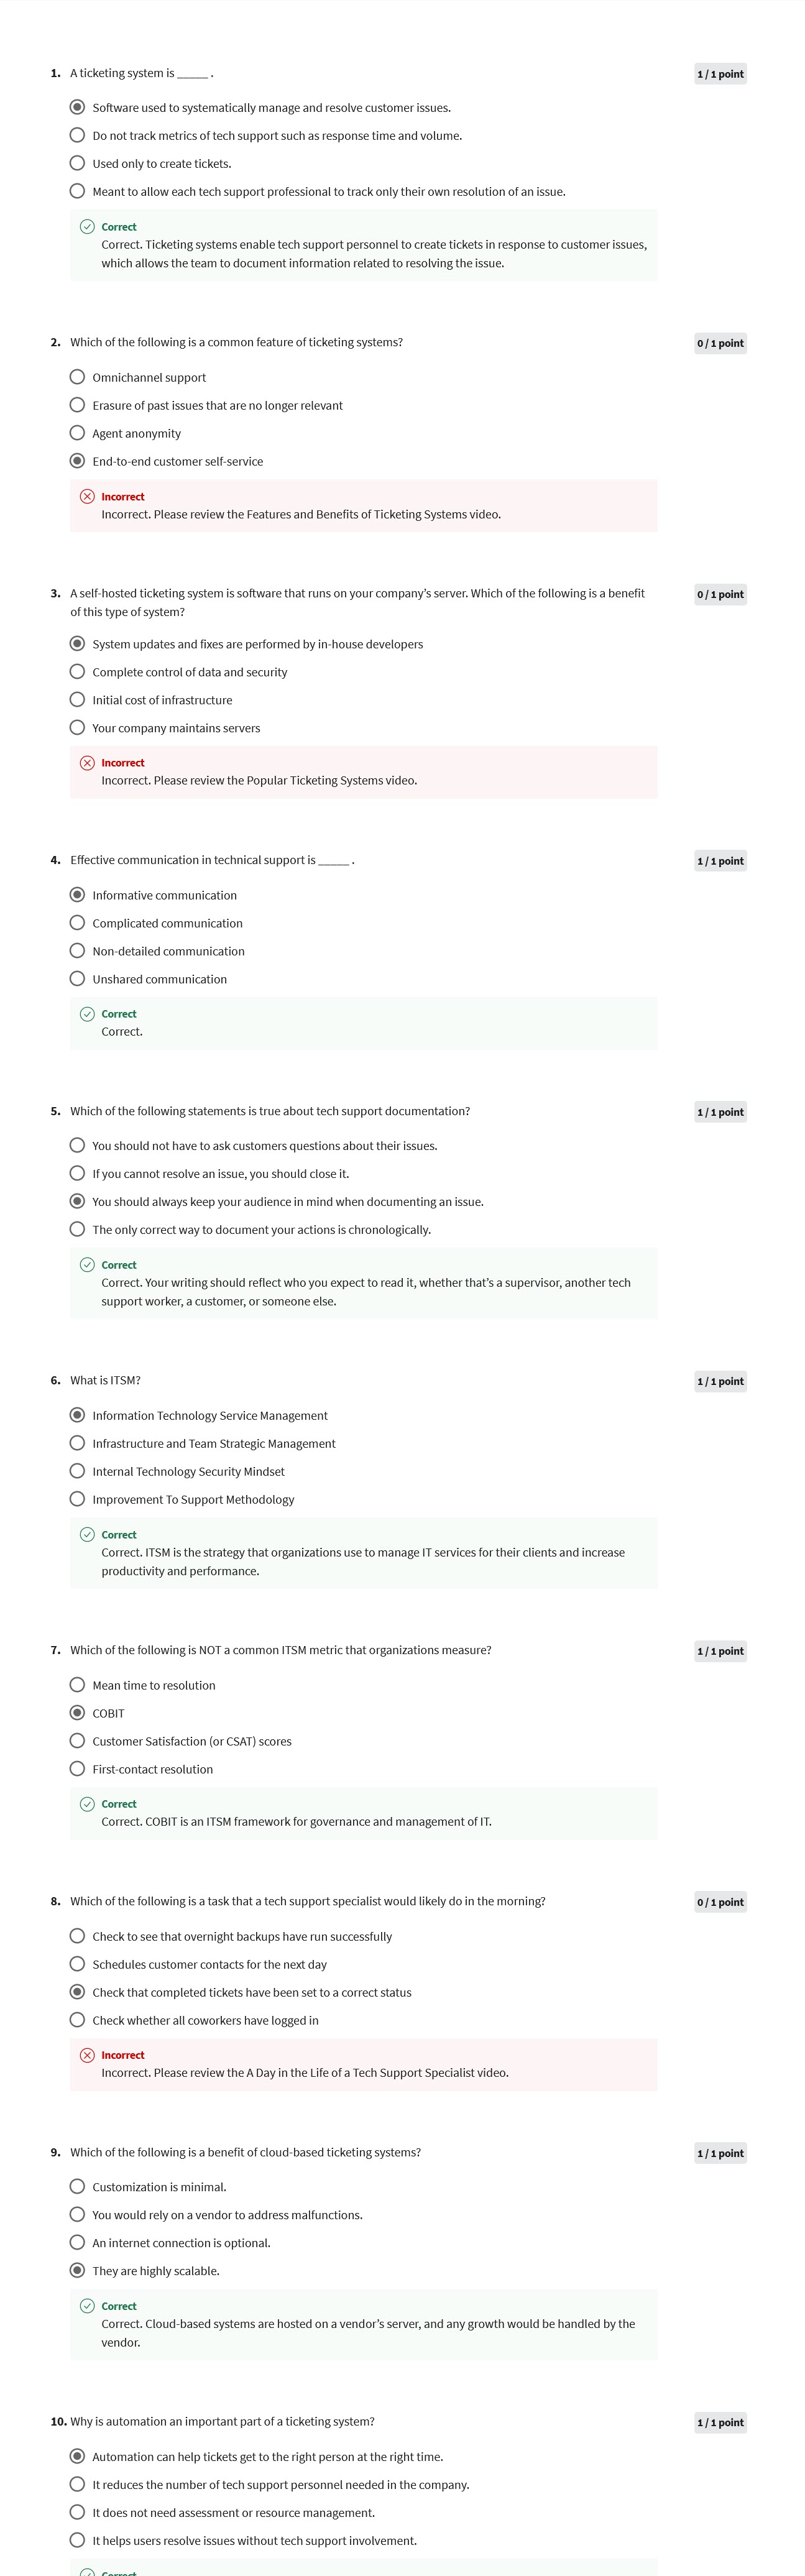 1. A ticketing system is _____ .
1 / 1 point
Software used to systematically manage and resolve customer issues.
Do not track metrics of tech support such as response time and volume.
Used only to create tickets.
Meant to allow each tech support professional to track only their own resolution of an issue.
Correct
Correct. Ticketing systems enable tech support personnel to create tickets in response to customer issues,
which allows the team to document information related to resolving the issue.
2. Which of the following is a common feature of ticketing systems?
0 / 1 point
Omnichannel support
Erasure of past issues that are no longer relevant
Agent anonymity
End-to-end customer self-service
Incorrect
Incorrect. Please review the Features and Benefits of Ticketing Systems video.
3. A self-hosted ticketing system is software that runs on your company’s server. Which of the following is a benefit
of this type of system?
0 / 1 point
System updates and fixes are performed by in-house developers
Complete control of data and security
Initial cost of infrastructure
Your company maintains servers
Incorrect
Incorrect. Please review the Popular Ticketing Systems video.
4. Effective communication in technical support is _____ .
1 / 1 point
Informative communication
Complicated communication
Non-detailed communication
Unshared communication
Correct
Correct.
5. Which of the following statements is true about tech support documentation?
1 / 1 point
You should not have to ask customers questions about their issues.
If you cannot resolve an issue, you should close it.
You should always keep your audience in mind when documenting an issue.
The only correct way to document your actions is chronologically.
Correct
Correct. Your writing should reflect who you expect to read it, whether that’s a supervisor, another tech
support worker, a customer, or someone else.
6. What is ITSM?
1 / 1 point
Information Technology Service Management
Infrastructure and Team Strategic Management
Internal Technology Security Mindset
Improvement To Support Methodology
Correct
Correct. ITSM is the strategy that organizations use to manage IT services for their clients and increase
productivity and performance.
7. Which of the following is NOT a common ITSM metric that organizations measure?
1 / 1 point
Mean time to resolution
COBIT
Customer Satisfaction (or CSAT) scores
First-contact resolution
Correct
Correct. COBIT is an ITSM framework for governance and management of IT.
8. Which of the following is a task that a tech support specialist would likely do in the morning?
0 / 1 point
Check to see that overnight backups have run successfully
Schedules customer contacts for the next day
Check that completed tickets have been set to a correct status
Check whether all coworkers have logged in
Incorrect
Incorrect. Please review the A Day in the Life of a Tech Support Specialist video.
9. Which of the following is a benefit of cloud-based ticketing systems?
1 / 1 point
Customization is minimal.
You would rely on a vendor to address malfunctions.
An internet connection is optional.
They are highly scalable.
Correct
Correct. Cloud-based systems are hosted on a vendor’s server, and any growth would be handled by the
vendor.
10. Why is automation an important part of a ticketing system?
1 / 1 point
Automation can help tickets get to the right person at the right time.
It reduces the number of tech support personnel needed in the company.
It does not need assessment or resource management.
It helps users resolve issues without tech support involvement.
Correct